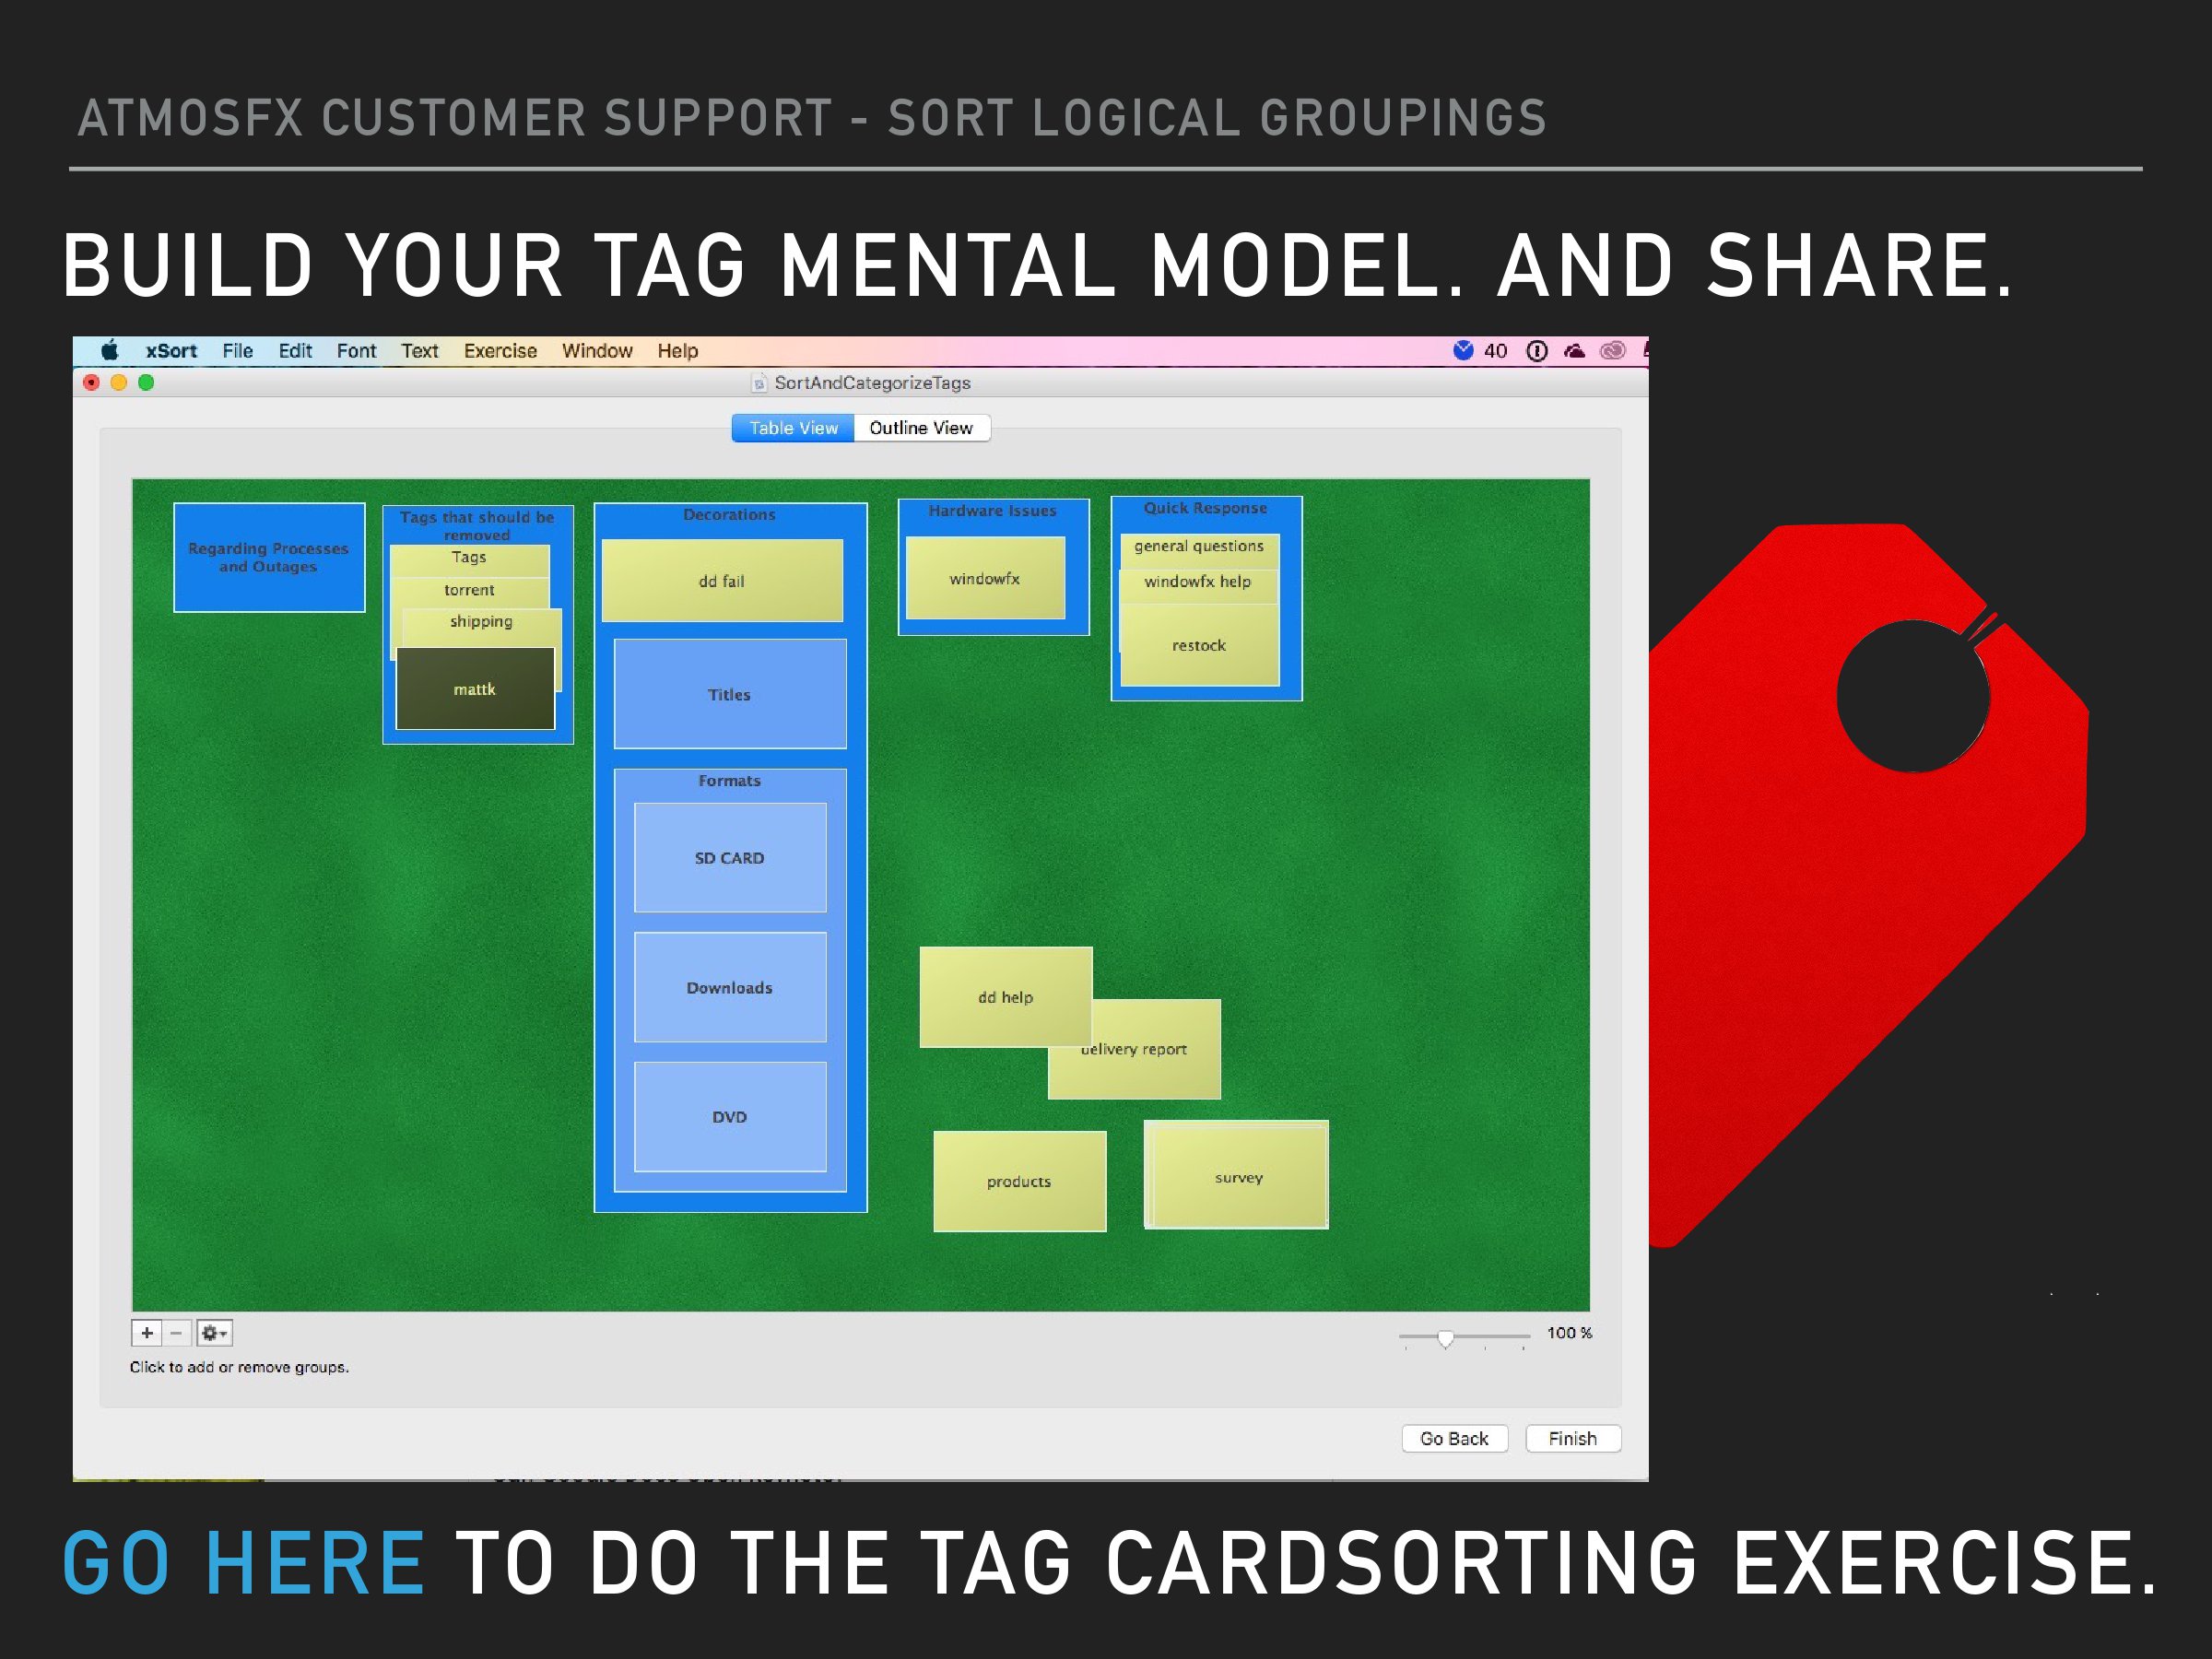 ATMOSFX CUSTOMER SUPPORT - SORT LOGICAL GROUPINGS
BUILD YOUR TAG MENTAL MODEL. AND SHARE.
xSort File Edit Font Text Exercise Window Help 40
SortAndCategorizeTags
Table View Outline View
Regarding Processes
and Outages
Tags that should be
removed
Tags
torrent
shipping
mattk
Decorations
dd fail
Titles
Formats
SD CARD
Downloads
DVD
Hardware Issues
windowfx
Quick Response
general questions
windowfx help
restock
dd help
delivery report
products
survey
100 %
Click to add or remove groups.
Go Back Finish
GO HERE TO DO THE TAG CARDSORTING EXERCISE.